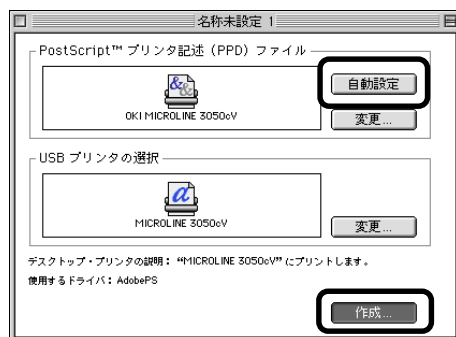 名称未設定 1
PostScript™ プリンタ記述（PPD）ファイル
自動設定
OKI MICROLINE 3050cV
変更...
USB プリンタの選択
MICROLINE 3050cV
変更...
デスクトップ・プリンタの説明： “MICROLINE 3050cV” にプリントします。
使用するドライバ： AdobePS
作成...